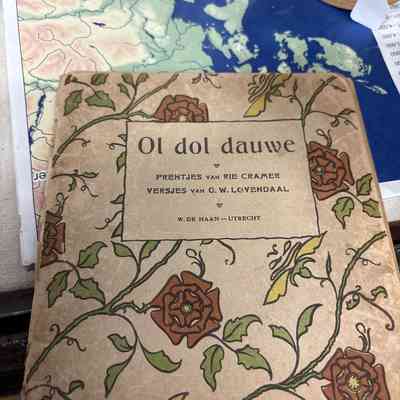 Ol dol dauwe
PRENTJES VAN RIE CRAMER
VERSJES VAN G. W. LOVENDAAL
W. DE HAAN — UTRECHT